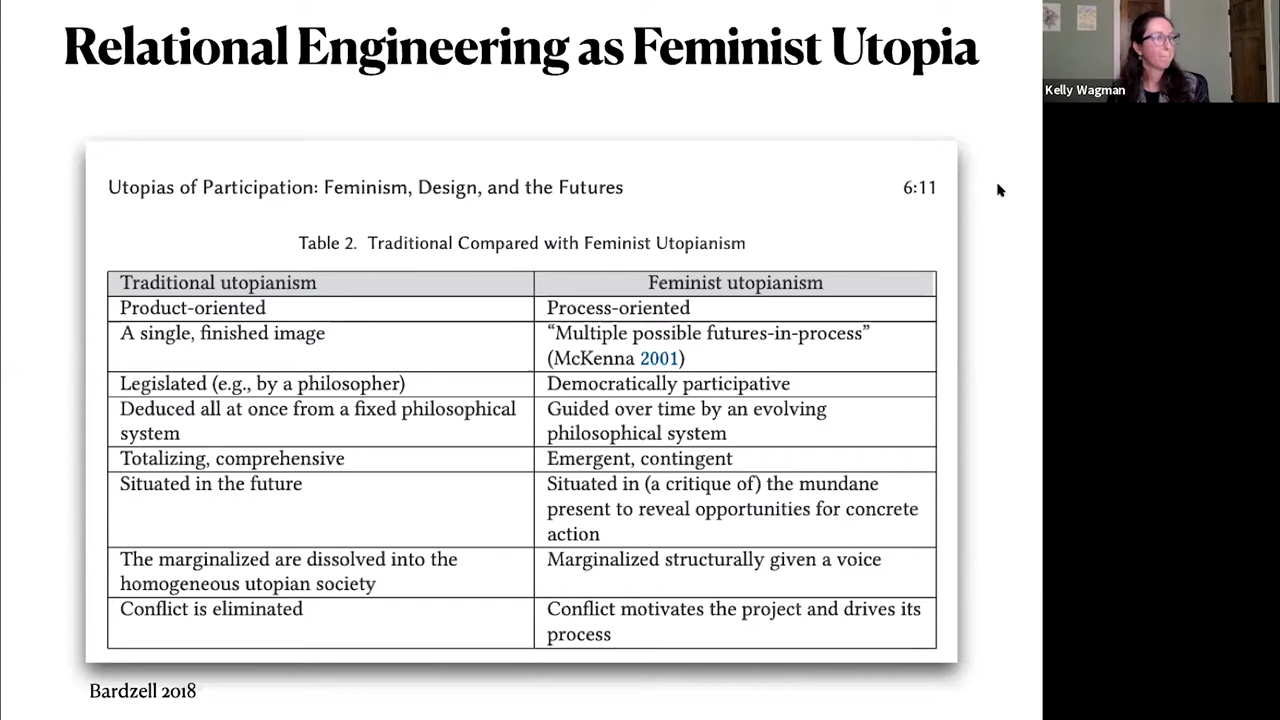 Relational Engineering as Feminist Utopia
Kelly Wagman
Utopias of Participation: Feminism, Design, and the Futures 6:11
Table 2. Traditional Compared with Feminist Utopianism
Traditional utopianism Feminist utopianism
Product-oriented Process-oriented
A single, finished image “Multiple possible futures-in-process”
(McKenna 2001)
Legislated (e.g., by a philosopher) Democratically participative
Deduced all at once from a fixed philosophical Guided over time by an evolving
system philosophical system
Totalizing, comprehensive Emergent, contingent
Situated in the future Situated in (a critique of) the mundane
present to reveal opportunities for concrete
action
The marginalized are dissolved into the Marginalized structurally given a voice
homogeneous utopian society
Conflict is eliminated Conflict motivates the project and drives its
process
Bardzell 2018